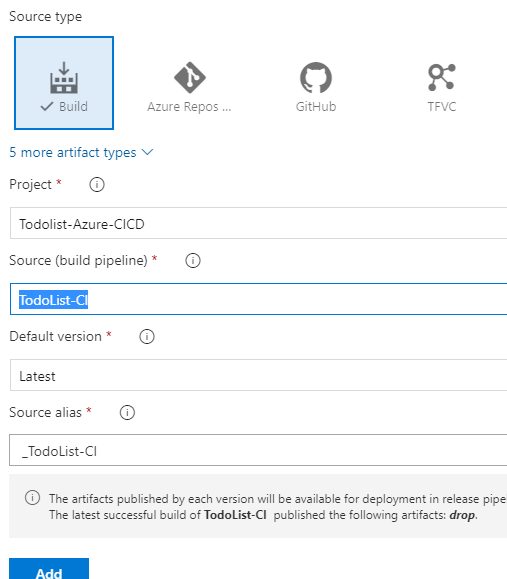 Source type
Build
Azure Repos ...
GitHub
TFVC
5 more artifact types
Project *
Todolist-Azure-CICD
Source (build pipeline) *
TodoList-CI
Default version *
Latest
Source alias *
_TodoList-CI
The artifacts published by each version will be available for deployment in release pipe
The latest successful build of TodoList-CI published the following artifacts: drop.
Add